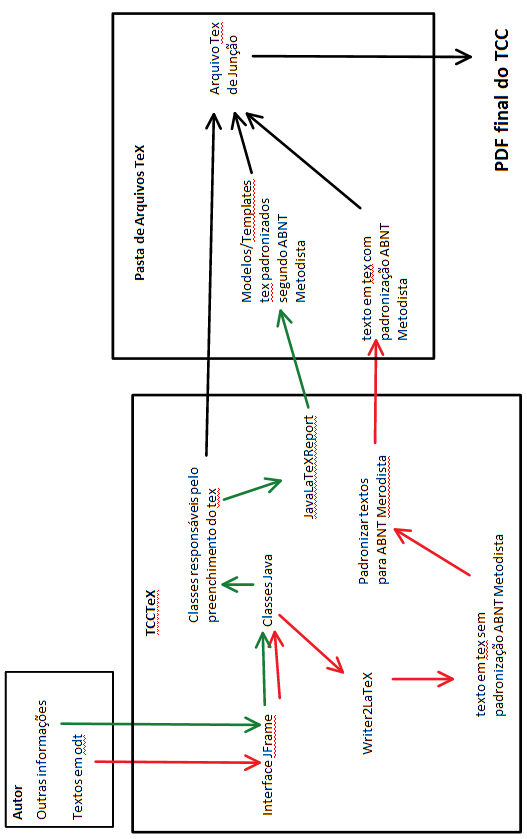 Autor
Outras informações
Textos em odt
TCCTeX
Interface JFrame
Classes Java
Classes responsáveis pelo
preenchimento do tex
JavaLaTeXReport
Writer2LaTeX
texto em tex sem
padronização ABNT Metodista
Padronizar textos
para ABNT Merodista
Pasta de Arquivos TeX
Arquivo Tex
de Junção
Modelos/Templates
tex padronizados
segundo ABNT
Metodista
texto em tex com
padronização ABNT
Metodista
PDF final do TCC